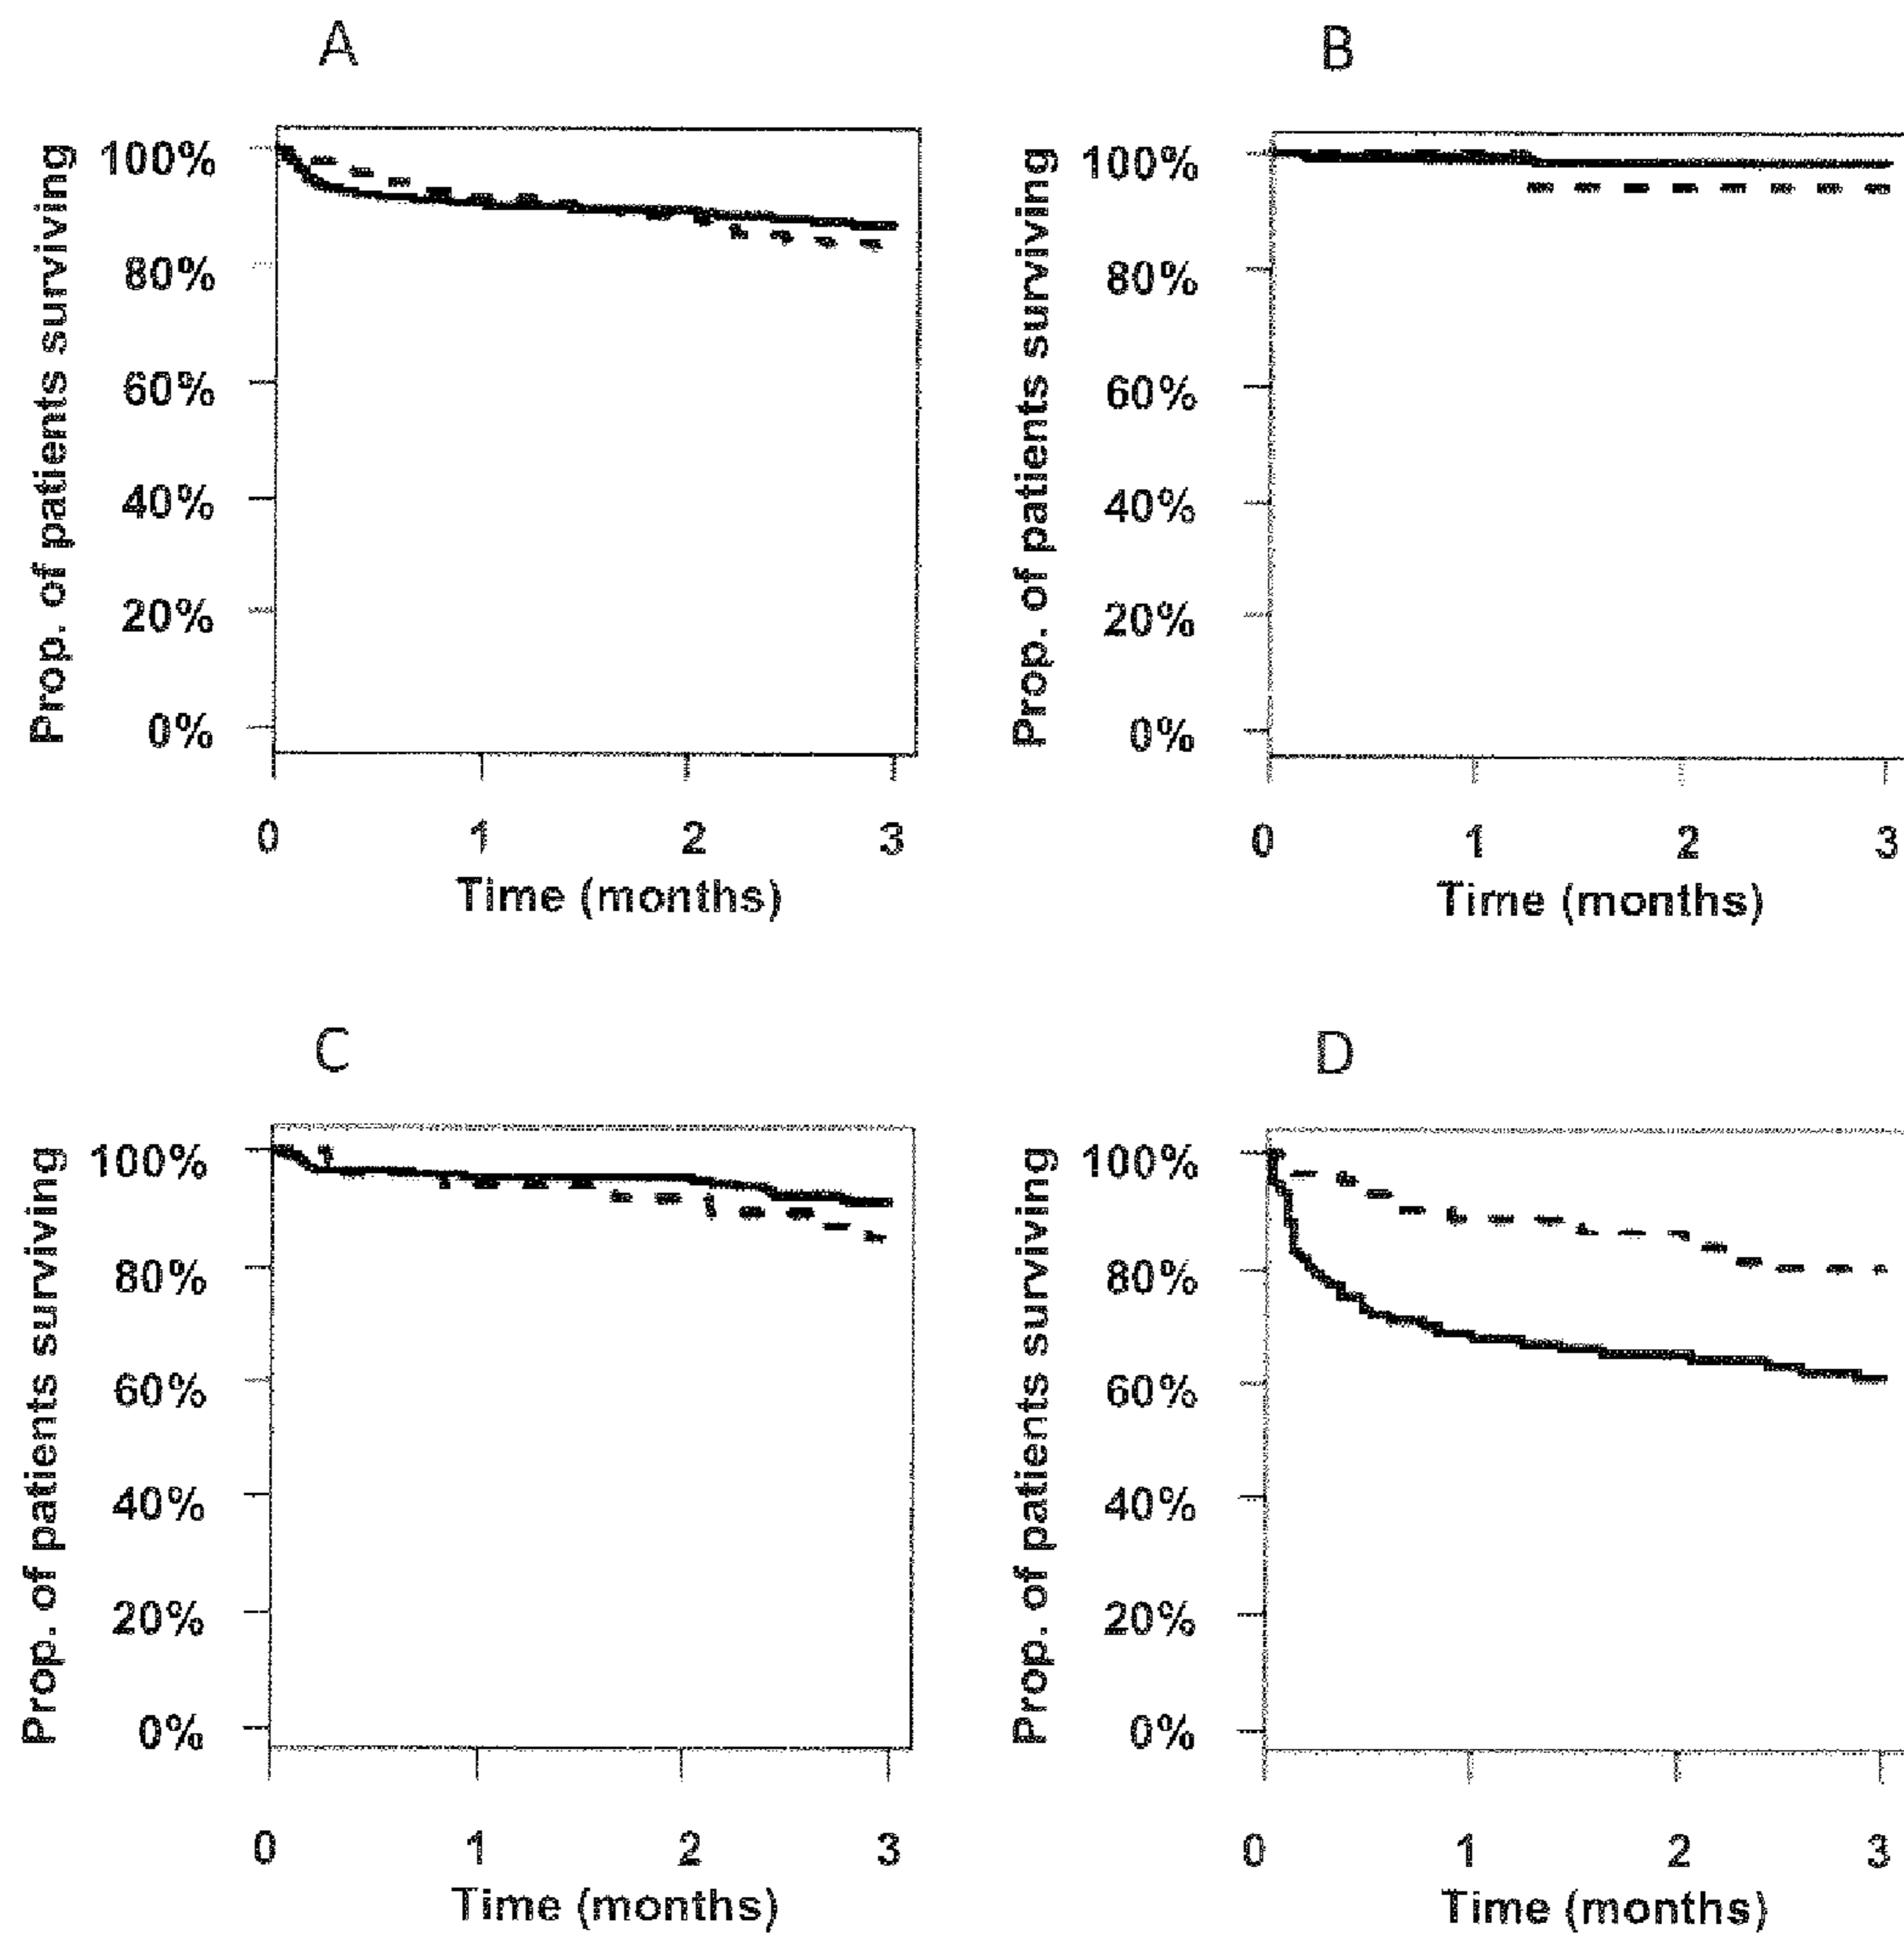 A
Prop. of patients surviving
100%
80%
60%
40%
20%
0%
0 1 2 3
Time (months)
B
Prop. of patients surviving
100%
80%
60%
40%
20%
0%
0 1 2 3
Time (months)
C
Prop. of patients surviving
100%
80%
60%
40%
20%
0%
0 1 2 3
Time (months)
D
Prop. of patients surviving
100%
80%
60%
40%
20%
0%
0 1 2 3
Time (months)